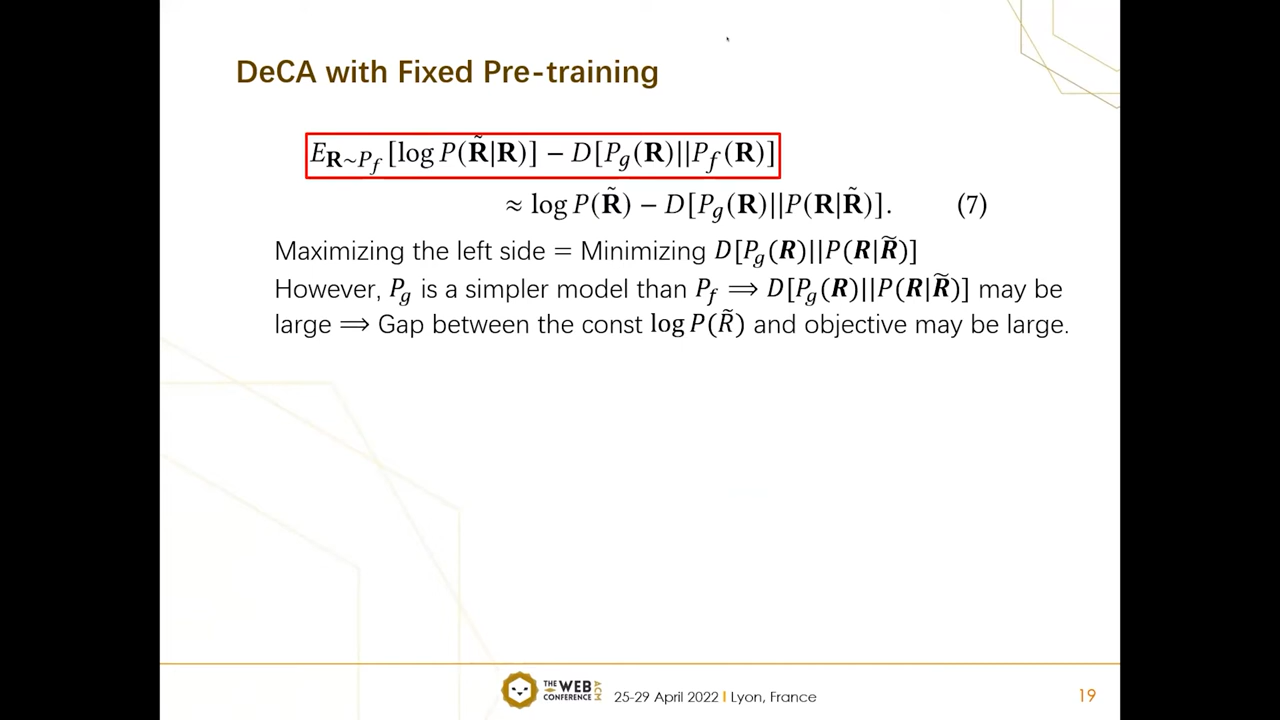 DeCA with Fixed Pre-training
E_{𝐑~P_f}[log P(𝐑̃|𝐑)] − D[P_g(𝐑)||P_f(𝐑)]
≈ log P(𝐑̃) − D[P_g(𝐑)||P(𝐑|𝐑̃)]. (7)
Maximizing the left side = Minimizing D[P_g(𝑹)||P(𝑹|𝑹̃)]
However, P_g is a simpler model than P_f ⟹ D[P_g(𝑹)||P(𝑹|𝑹̃)] may be
large ⟹ Gap between the const log P(R̃) and objective may be large.
THE WEB CONFERENCE ACM 25-29 April 2022 I Lyon, France 19